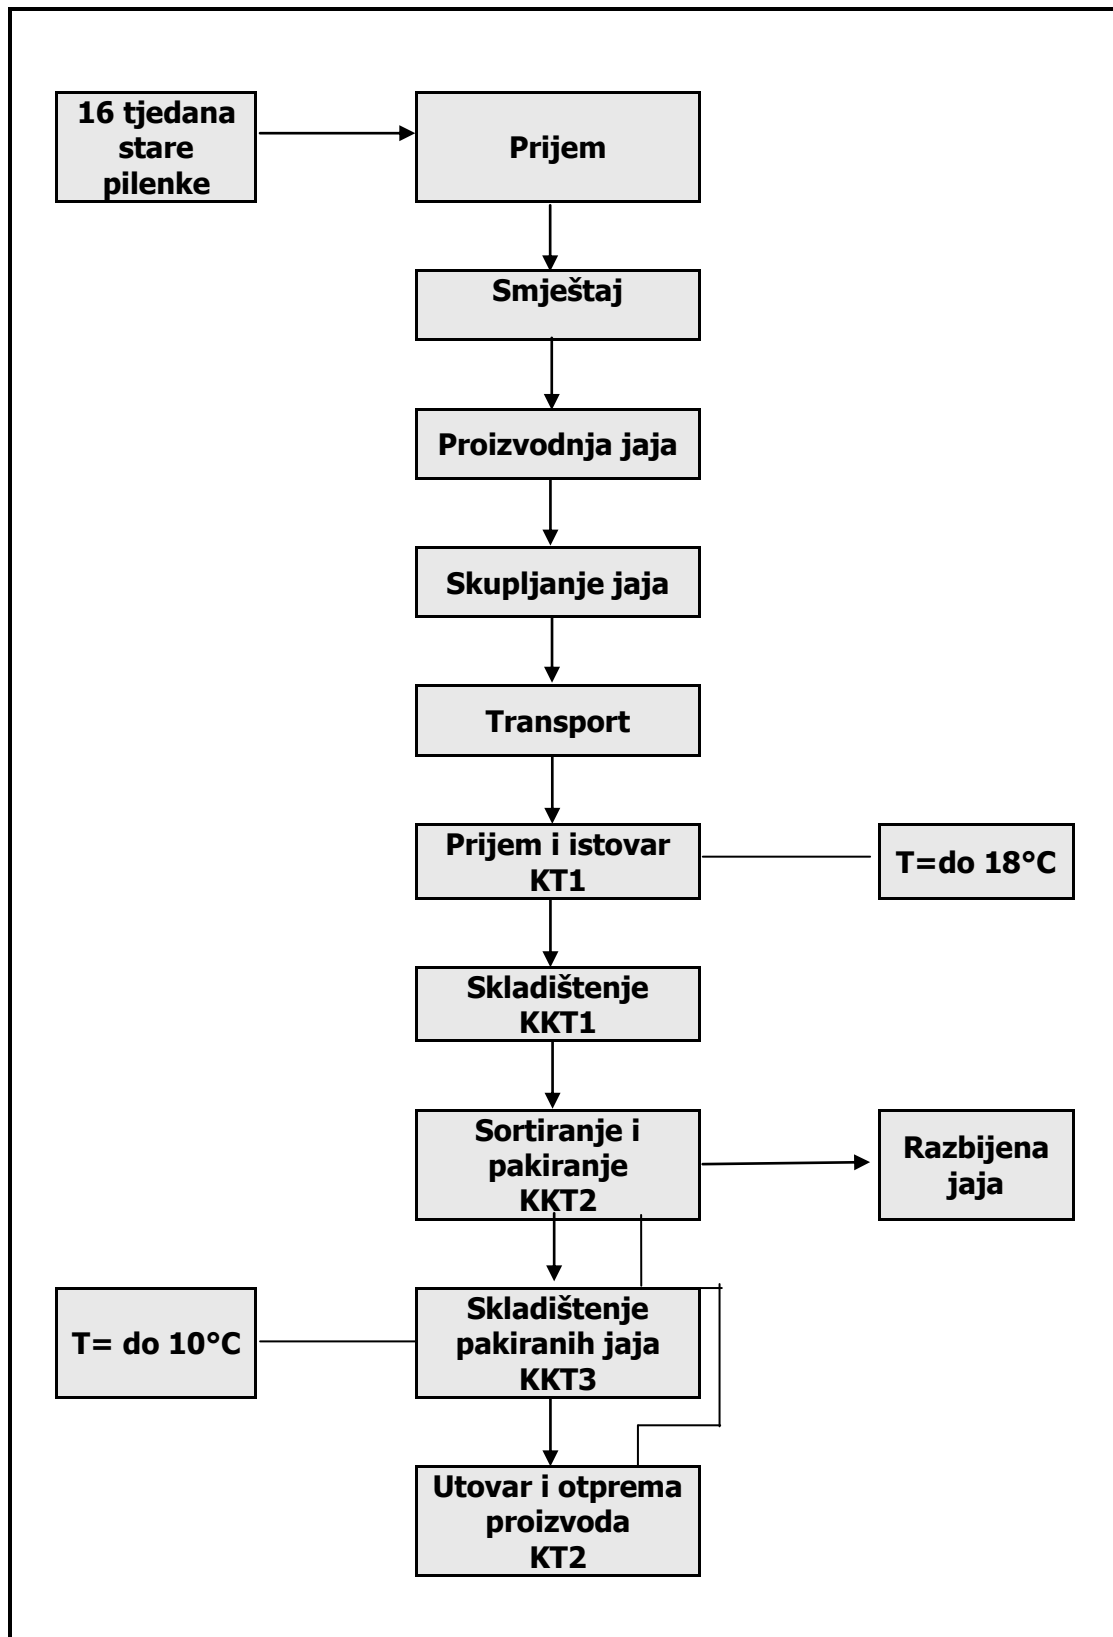 16 tjedana
stare
pilenke
Prijem
Smještaj
Proizvodnja jaja
Skupljanje jaja
Transport
Prijem i istovar
KT1
T=do 18°C
Skladištenje
KKT1
Sortiranje i
pakiranje
KKT2
Razbijena
jaja
T= do 10°C
Skladištenje
pakiranih jaja
KKT3
Utovar i otprema
proizvoda
KT2